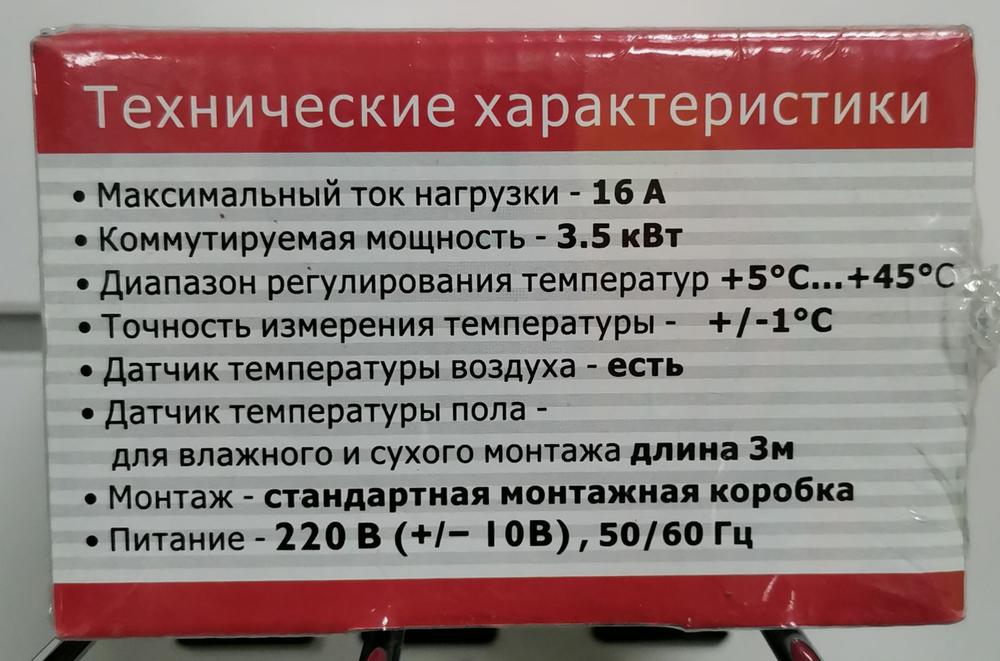 Технические характеристики
• Максимальный ток нагрузки - 16 А
• Коммутируемая мощность - 3.5 кВт
• Диапазон регулирования температур +5°С...+45°С
• Точность измерения температуры - +/-1°С
• Датчик температуры воздуха - есть
• Датчик температуры пола -
для влажного и сухого монтажа длина 3м
• Монтаж - стандартная монтажная коробка
• Питание - 220 В (+/− 10В) , 50/60 Гц